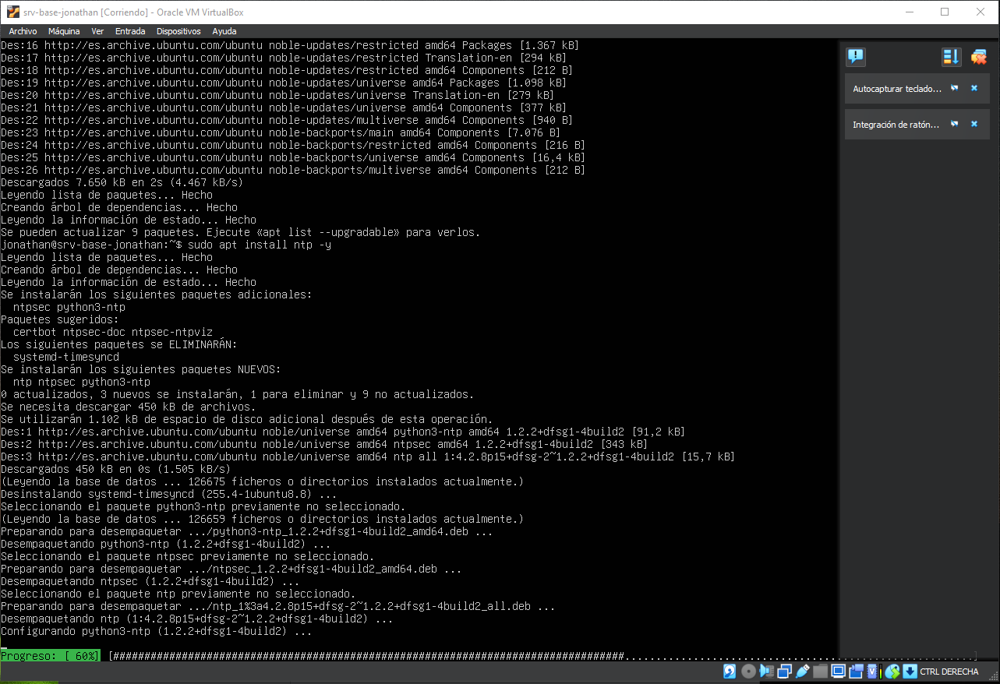 srv-base-jonathan [Corriendo] - Oracle VM VirtualBox
Archivo Máquina Ver Entrada Dispositivos Ayuda
Des:16 http://es.archive.ubuntu.com/ubuntu noble-updates/restricted amd64 Packages [1.367 kB]
Des:17 http://es.archive.ubuntu.com/ubuntu noble-updates/restricted Translation-en [294 kB]
Des:18 http://es.archive.ubuntu.com/ubuntu noble-updates/restricted amd64 Components [212 B]
Des:19 http://es.archive.ubuntu.com/ubuntu noble-updates/universe amd64 Packages [1.098 kB]
Des:20 http://es.archive.ubuntu.com/ubuntu noble-updates/universe Translation-en [279 kB]
Des:21 http://es.archive.ubuntu.com/ubuntu noble-updates/universe amd64 Components [377 kB]
Des:22 http://es.archive.ubuntu.com/ubuntu noble-updates/multiverse amd64 Components [940 B]
Des:23 http://es.archive.ubuntu.com/ubuntu noble-backports/main amd64 Components [7.076 B]
Des:24 http://es.archive.ubuntu.com/ubuntu noble-backports/restricted amd64 Components [216 B]
Des:25 http://es.archive.ubuntu.com/ubuntu noble-backports/universe amd64 Components [16,4 kB]
Des:26 http://es.archive.ubuntu.com/ubuntu noble-backports/multiverse amd64 Components [212 B]
Descargados 7.650 kB en 2s (4.467 kB/s)
Leyendo lista de paquetes... Hecho
Creando árbol de dependencias... Hecho
Leyendo la información de estado... Hecho
Se pueden actualizar 9 paquetes. Ejecute «apt list --upgradable» para verlos.
jonathan@srv-base-jonathan:~$ sudo apt install ntp -y
Leyendo lista de paquetes... Hecho
Creando árbol de dependencias... Hecho
Leyendo la información de estado... Hecho
Se instalarán los siguientes paquetes adicionales:
  ntpsec python3-ntp
Paquetes sugeridos:
  certbot ntpsec-doc ntpsec-ntpviz
Los siguientes paquetes se ELIMINARÁN:
  systemd-timesyncd
Se instalarán los siguientes paquetes NUEVOS:
  ntp ntpsec python3-ntp
0 actualizados, 3 nuevos se instalarán, 1 para eliminar y 9 no actualizados.
Se necesita descargar 450 kB de archivos.
Se utilizarán 1.102 kB de espacio de disco adicional después de esta operación.
Des:1 http://es.archive.ubuntu.com/ubuntu noble/universe amd64 python3-ntp amd64 1.2.2+dfsg1-4build2 [91,2 kB]
Des:2 http://es.archive.ubuntu.com/ubuntu noble/universe amd64 ntpsec amd64 1.2.2+dfsg1-4build2 [343 kB]
Des:3 http://es.archive.ubuntu.com/ubuntu noble/universe amd64 ntp all 1:4.2.8p15+dfsg-2~1.2.2+dfsg1-4build2 [15,7 kB]
Descargados 450 kB en 0s (1.505 kB/s)
(Leyendo la base de datos ... 126675 ficheros o directorios instalados actualmente.)
Desinstalando systemd-timesyncd (255.4-1ubuntu8.8) ...
Seleccionando el paquete python3-ntp previamente no seleccionado.
(Leyendo la base de datos ... 126659 ficheros o directorios instalados actualmente.)
Preparando para desempaquetar .../python3-ntp_1.2.2+dfsg1-4build2_amd64.deb ...
Desempaquetando python3-ntp (1.2.2+dfsg1-4build2) ...
Seleccionando el paquete ntpsec previamente no seleccionado.
Preparando para desempaquetar .../ntpsec_1.2.2+dfsg1-4build2_amd64.deb ...
Desempaquetando ntpsec (1.2.2+dfsg1-4build2) ...
Seleccionando el paquete ntp previamente no seleccionado.
Preparando para desempaquetar .../ntp_1%3a4.2.8p15+dfsg-2~1.2.2+dfsg1-4build2_all.deb ...
Desempaquetando ntp (1:4.2.8p15+dfsg-2~1.2.2+dfsg1-4build2) ...
Configurando python3-ntp (1.2.2+dfsg1-4build2) ...
Progreso: [ 60%] [##################################################################################........................................................]
Autocapturar teclado...
Integración de ratón...
CTRL DERECHA